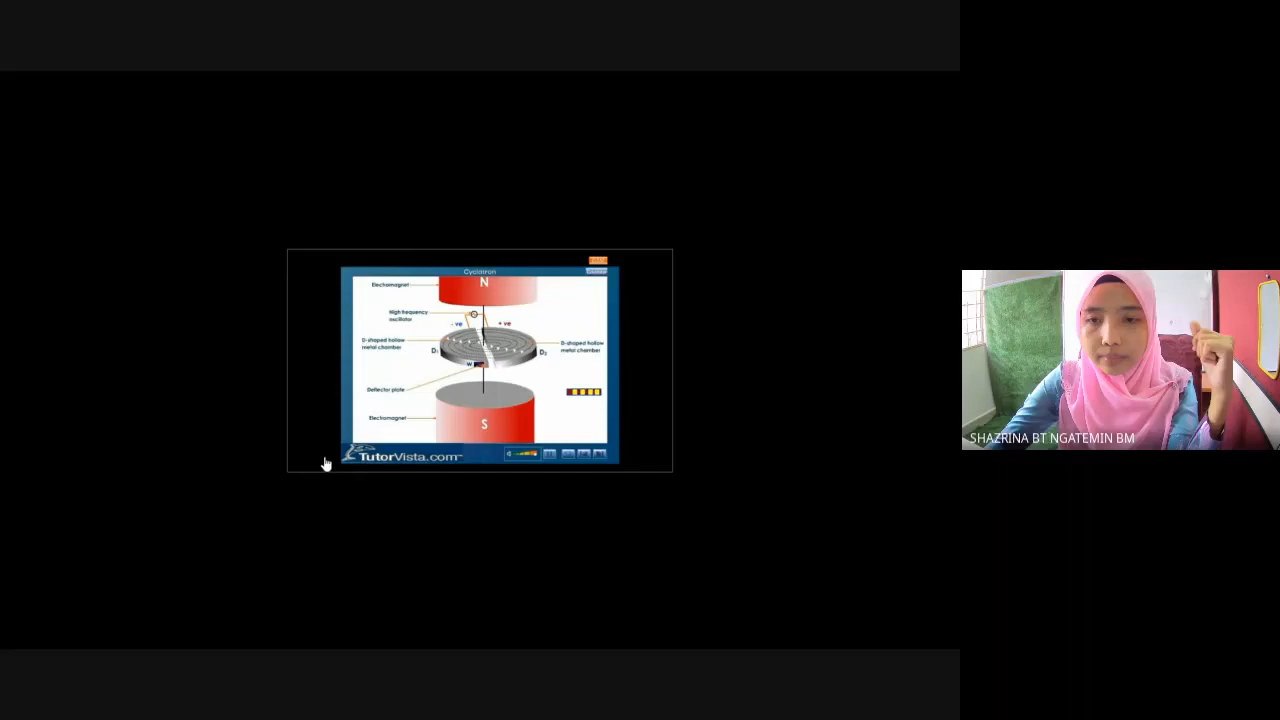 Cyclotron
N
Electromagnet
High frequency
oscillator
- ve
+ ve
D-shaped hollow
metal chamber
D-shaped hollow
metal chamber
D₁
D₂
W
Deflector plate
Electromagnet
S
TutorVista.com
SHAZRINA BT NGATEMIN BM